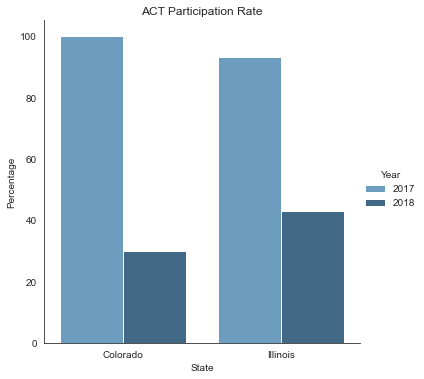 ACT Participation Rate
100
80
60
40
20
0
Percentage
Colorado
Illinois
State
Year
2017
2018